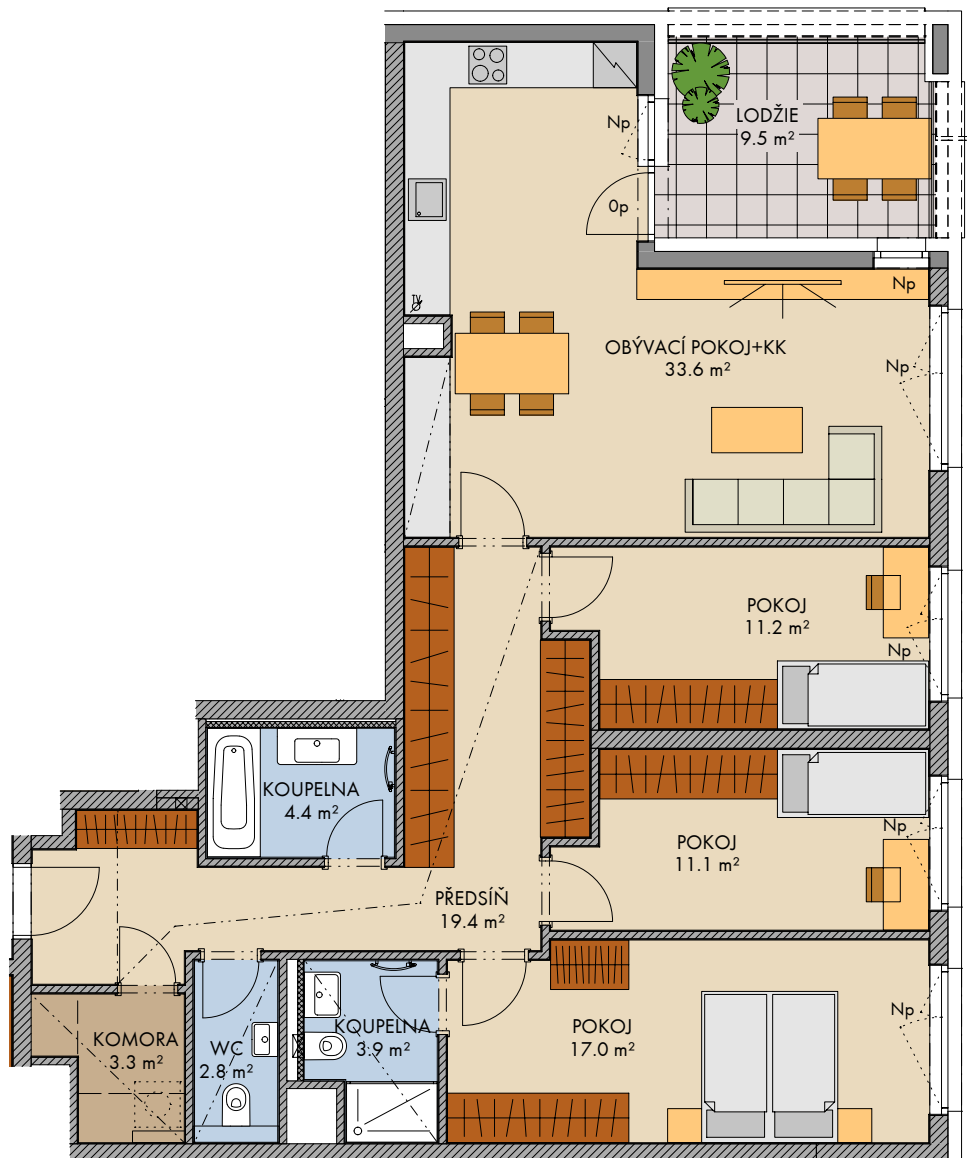 LODŽIE
9.5 m²
Np
Op
Np
TV
OBÝVACÍ POKOJ+KK
33.6 m²
Np
POKOJ
11.2 m²
Np
KOUPELNA
4.4 m²
Np
POKOJ
11.1 m²
PŘEDSÍŇ
19.4 m²
Np
KOMORA
3.3 m²
WC
2.8 m²
KOUPELNA
3.9 m²
POKOJ
17.0 m²